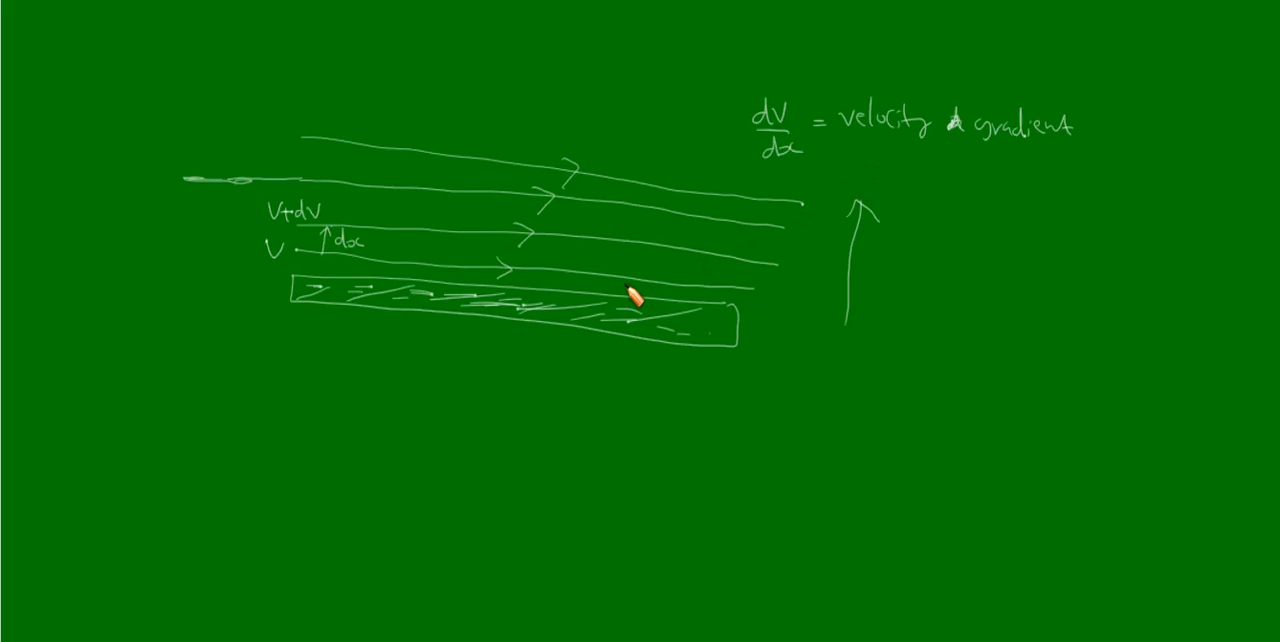 dv/dx = velocity gradient
V+dV
V dx